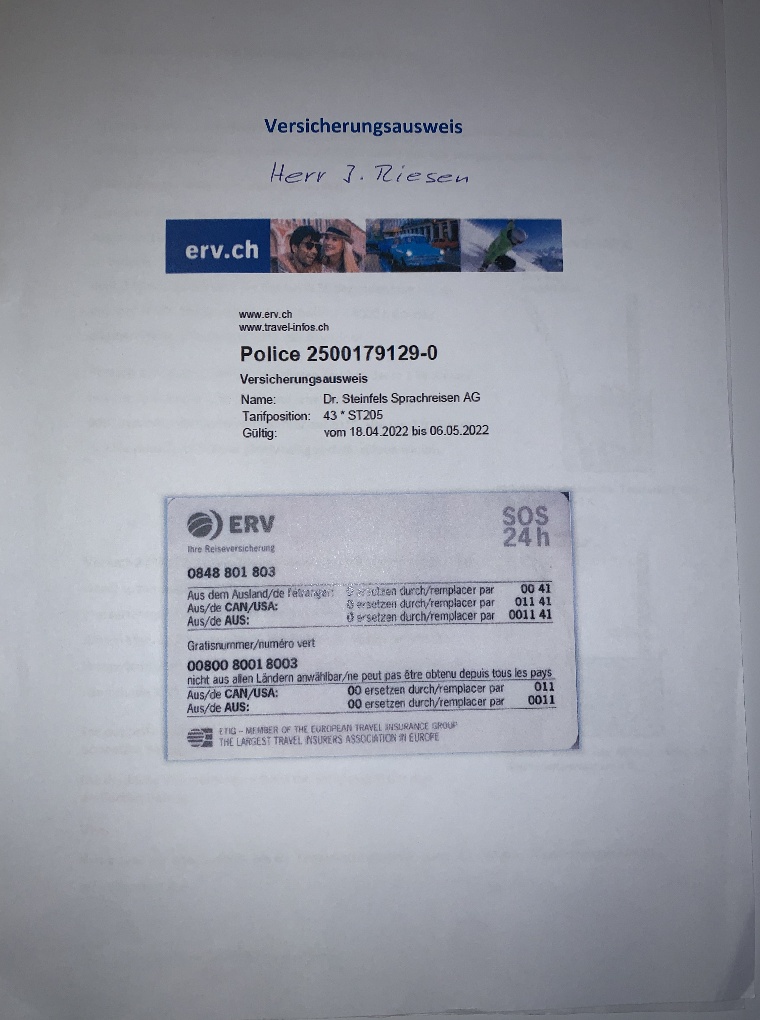 Versicherungsausweis
Herr J. Riesen
erv.ch
www.erv.ch
www.travel-infos.ch
Police 2500179129-0
Versicherungsausweis
Name: Dr. Steinfels Sprachreisen AG
Tarifposition: 43 * ST205
Gültig: vom 18.04.2022 bis 06.05.2022
ERV
Ihre Reiseversicherung
SOS
24h
0848 801 803
Aus dem Ausland/de l'étranger: 0 ersetzen durch/remplacer par 00 41
Aus/de CAN/USA: 0 ersetzen durch/remplacer par 011 41
Aus/de AUS: 0 ersetzen durch/remplacer par 0011 41
Gratisnummer/numéro vert
00800 8001 8003
nicht aus allen Ländern anwählbar/ne peut pas être obtenu depuis tous les pays
Aus/de CAN/USA: 00 ersetzen durch/remplacer par 011
Aus/de AUS: 00 ersetzen durch/remplacer par 0011
ETIG – MEMBER OF THE EUROPEAN TRAVEL INSURANCE GROUP
THE LARGEST TRAVEL INSURERS ASSOCIATION IN EUROPE